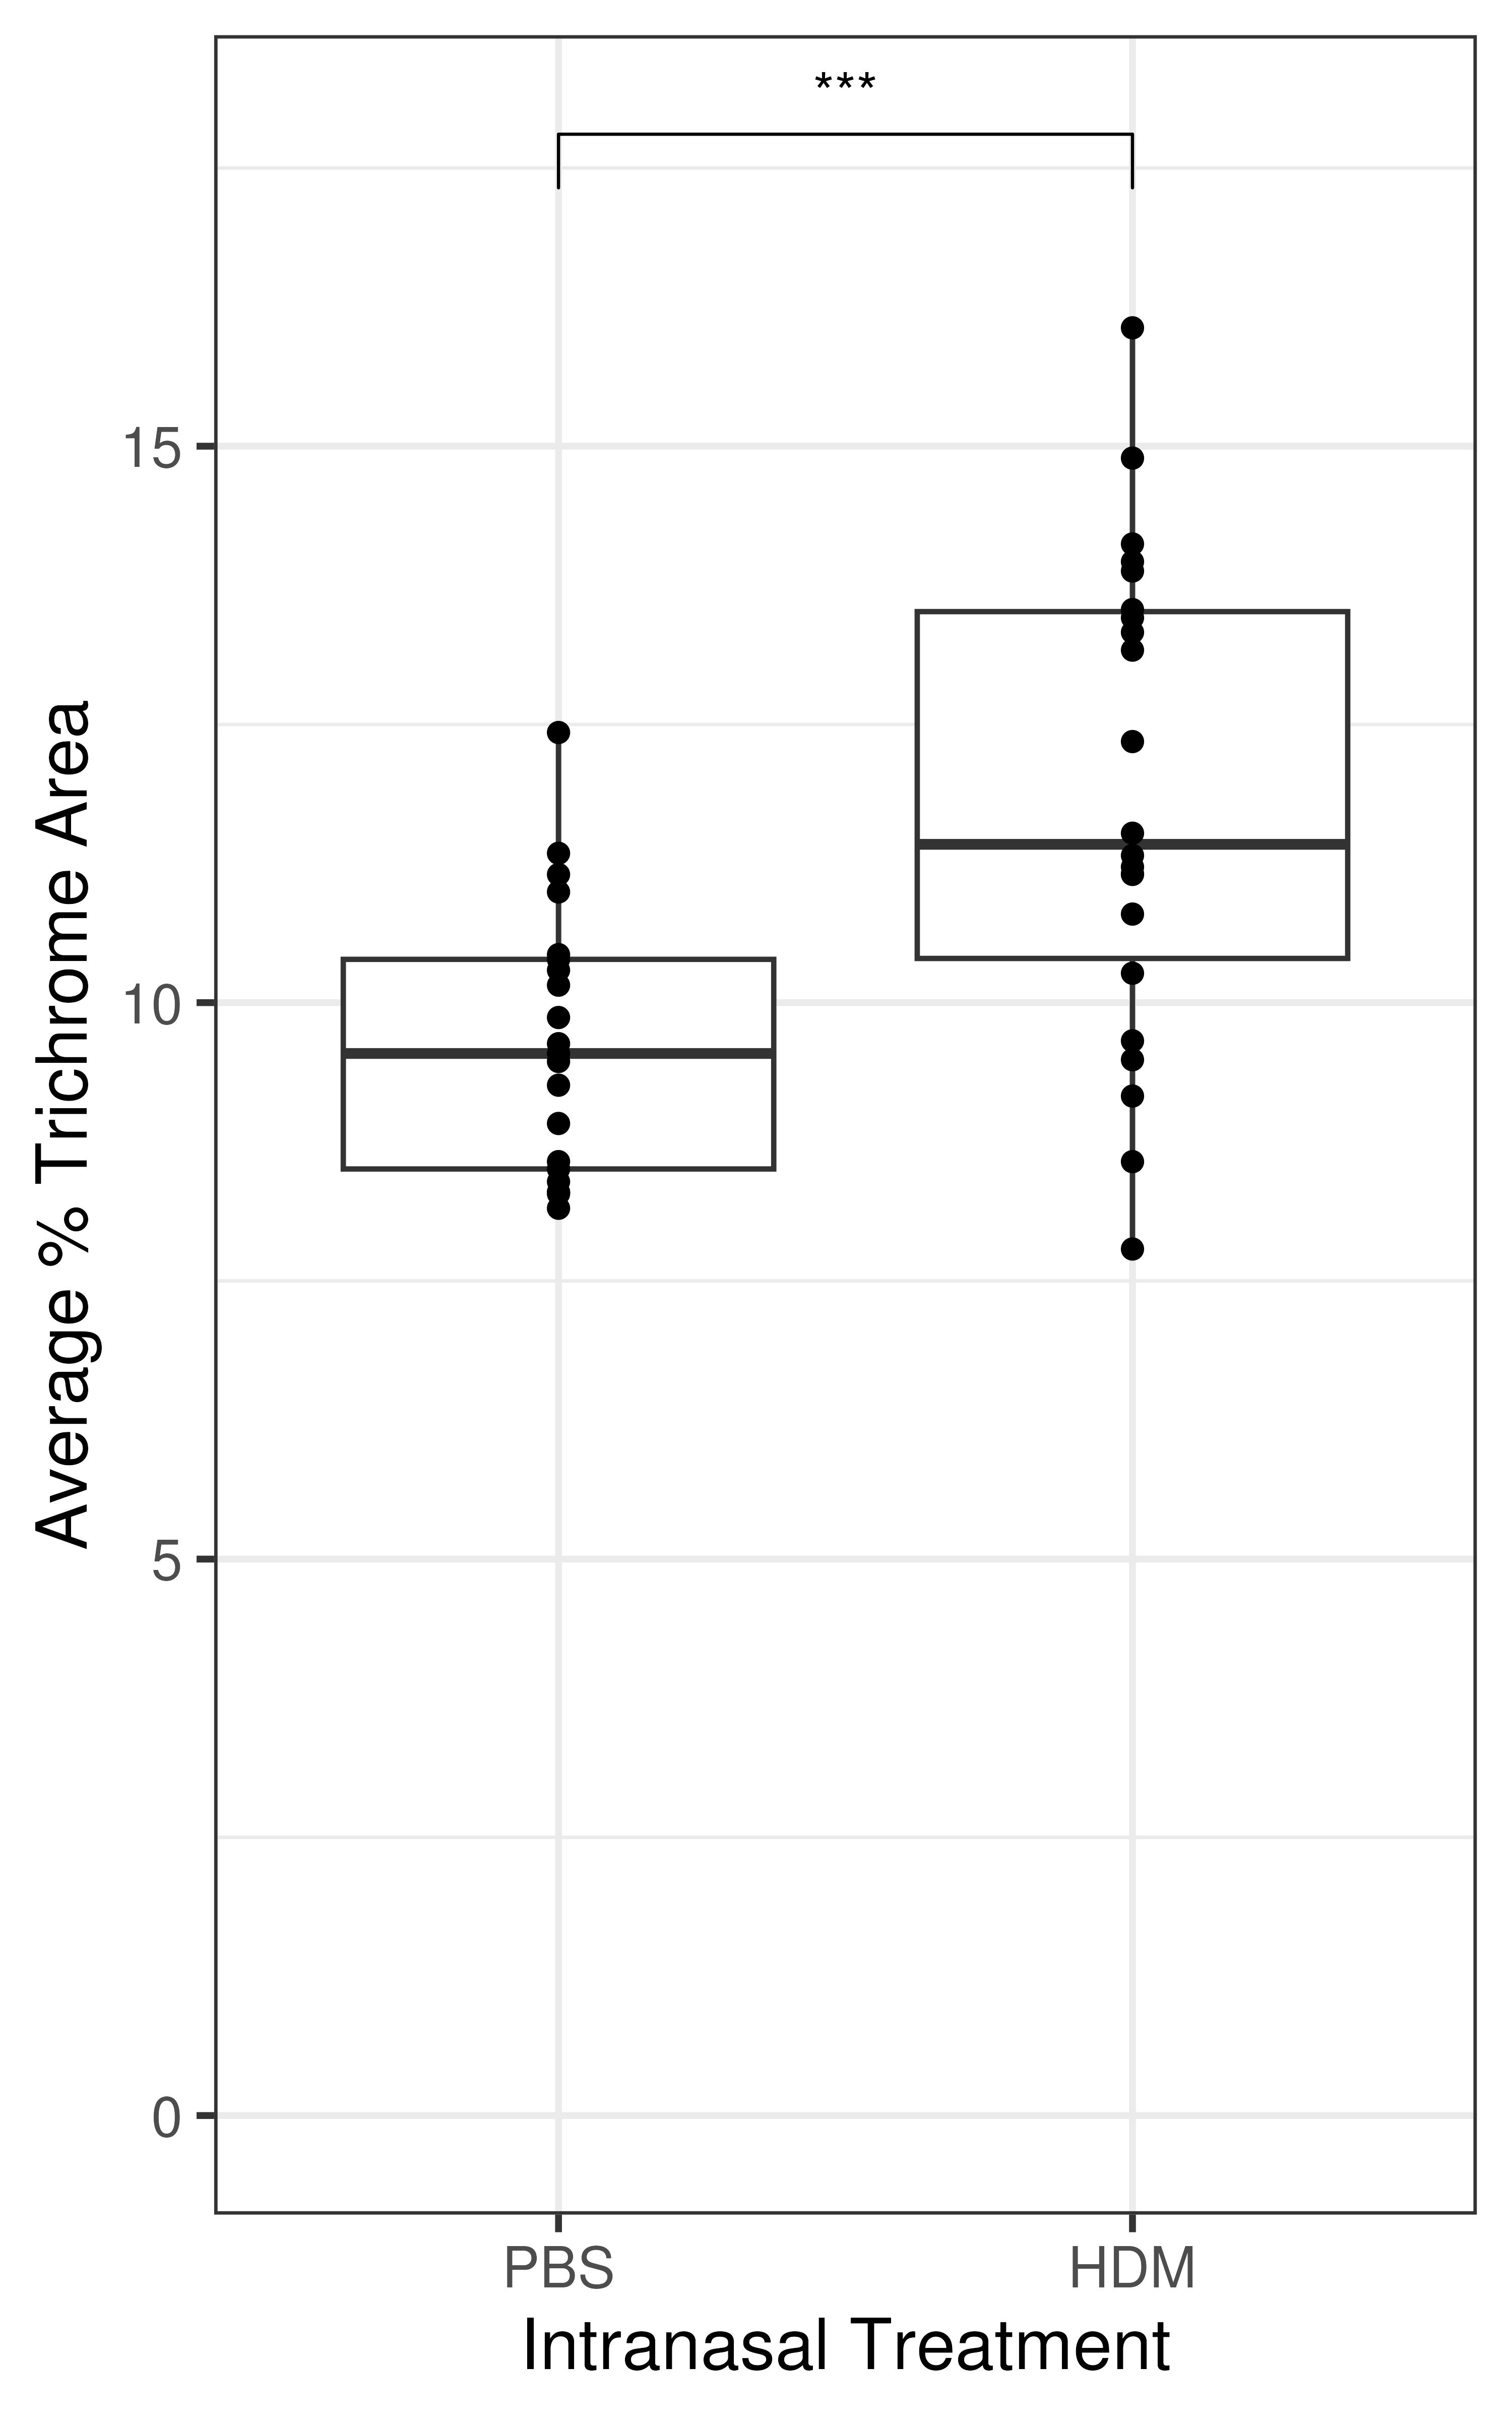 ***
Average % Trichrome Area
15
10
5
0
PBS HDM
Intranasal Treatment